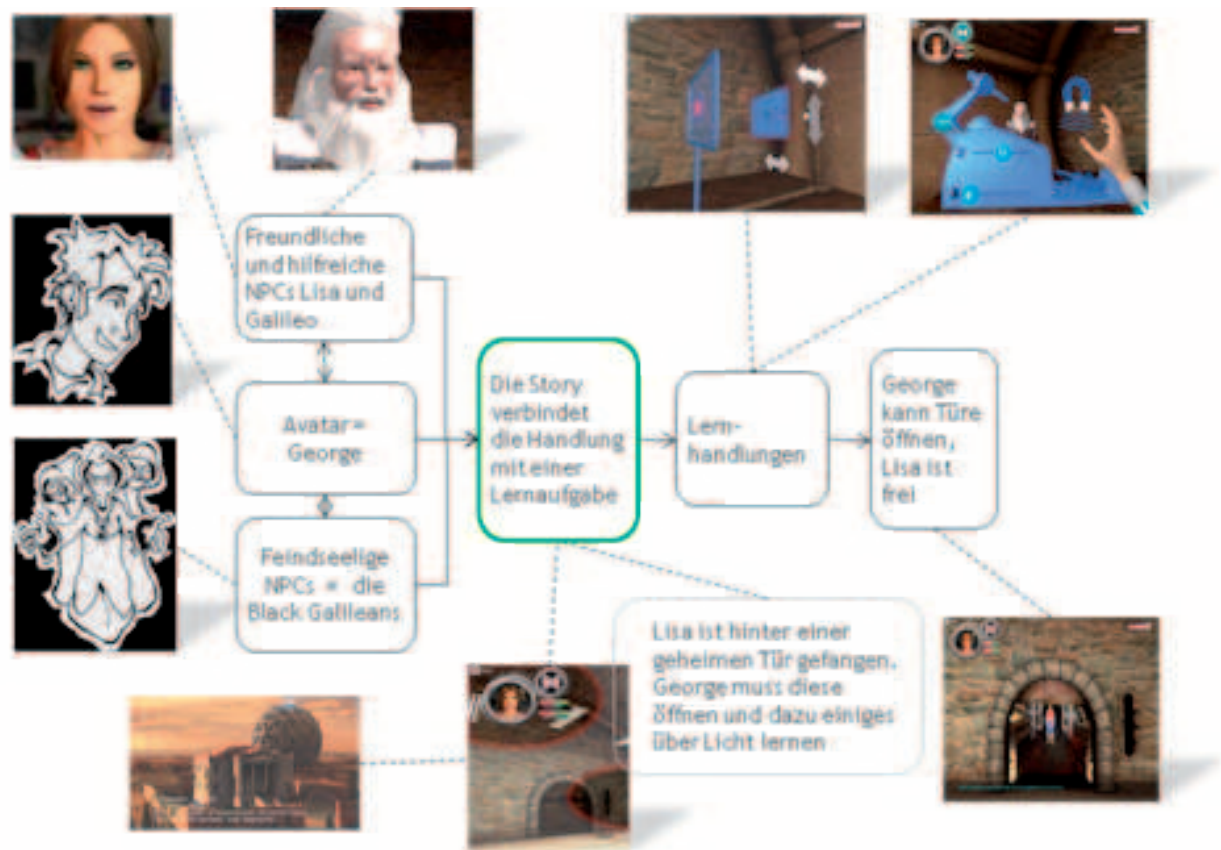 Freundliche
und hilfreiche
NPCs Lisa und
Galileo
Avatar=
George
Feindseelige
NPCs = die
Black Galileans
Die Story
verbindet
die Handlung
mit einer
Lernaufgabe
Lern-
handlungen
George
kann Türe
öffnen,
Lisa ist
frei
Lisa ist hinter einer
geheimen Tür gefangen.
George muss diese
öffnen und dazu einiges
über Licht lernen